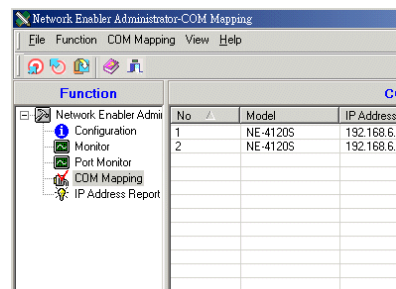 Network Enabler Administrator-COM Mapping
File Function COM Mapping View Help
Function
No Model IP Address
Network Enabler Admi
Configuration
Monitor
Port Monitor
COM Mapping
IP Address Report
1 NE-4120S 192.168.6.
2 NE-4120S 192.168.6.